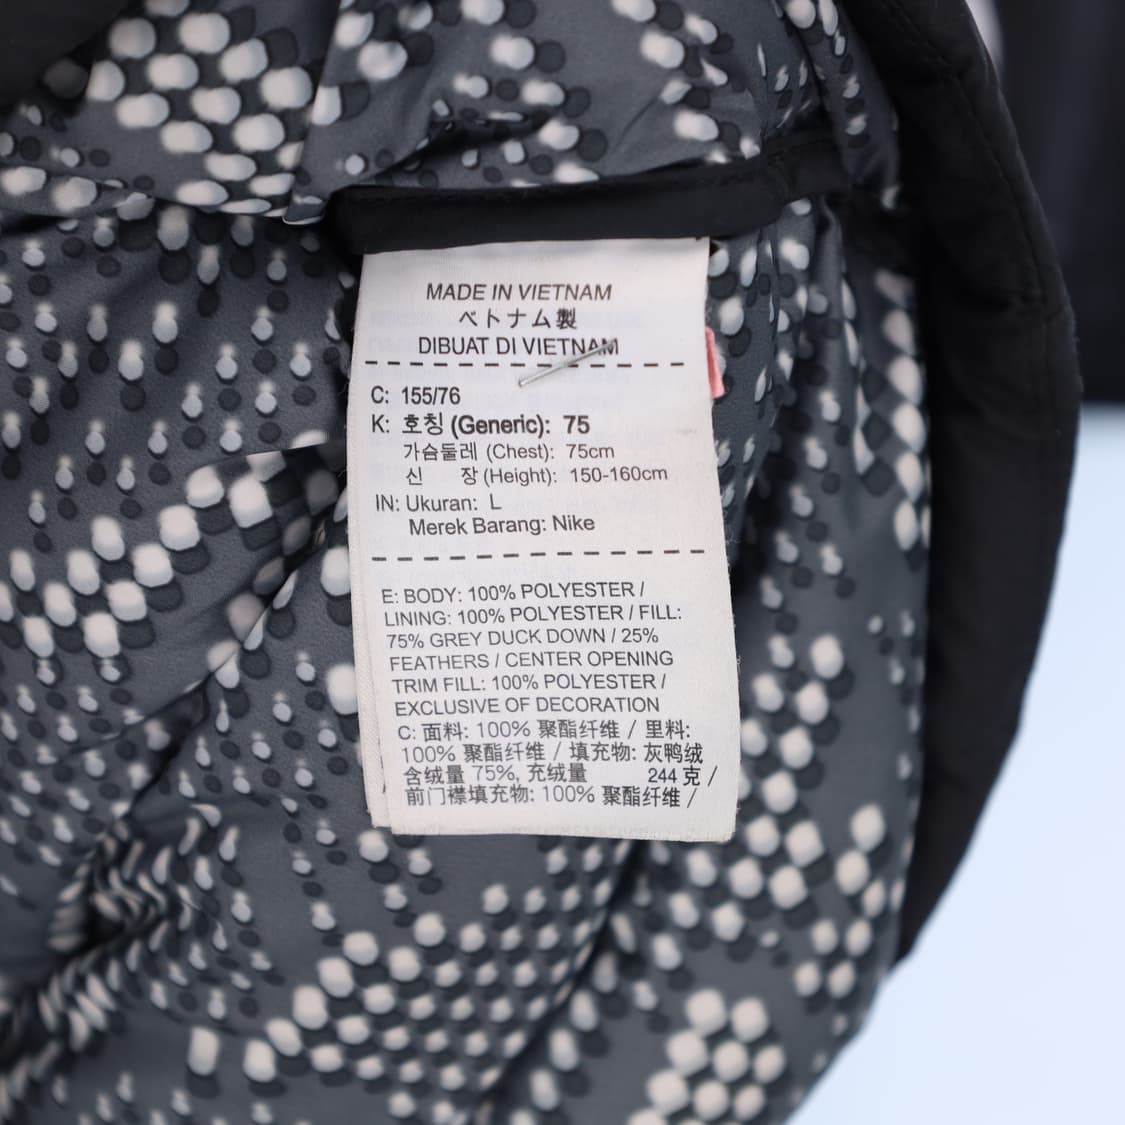 MADE IN VIETNAM
ベトナム製
DIBUAT DI VIETNAM
C: 155/76
K: 호칭 (Generic): 75
가슴둘레 (Chest): 75cm
신 장 (Height): 150-160cm
IN: Ukuran: L
Merek Barang: Nike
E: BODY: 100% POLYESTER /
LINING: 100% POLYESTER / FILL:
75% GREY DUCK DOWN / 25%
FEATHERS / CENTER OPENING
TRIM FILL: 100% POLYESTER /
EXCLUSIVE OF DECORATION
C: 面料: 100% 聚酯纤维 / 里料:
100% 聚酯纤维 / 填充物: 灰鸭绒
含绒量 75%, 充绒量 244 克 /
前门襟填充物: 100% 聚酯纤维 /